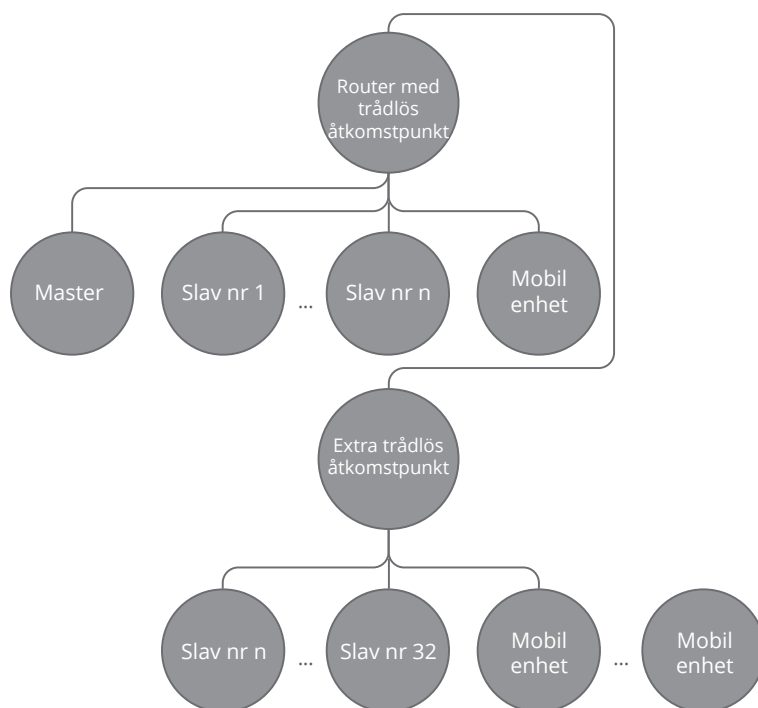 Router med
trådlös
åtkomstpunkt
Master
Slav nr 1
...
Slav nr n
Mobil
enhet
Extra trådlös
åtkomstpunkt
Slav nr n
...
Slav nr 32
Mobil
enhet
...
Mobil
enhet